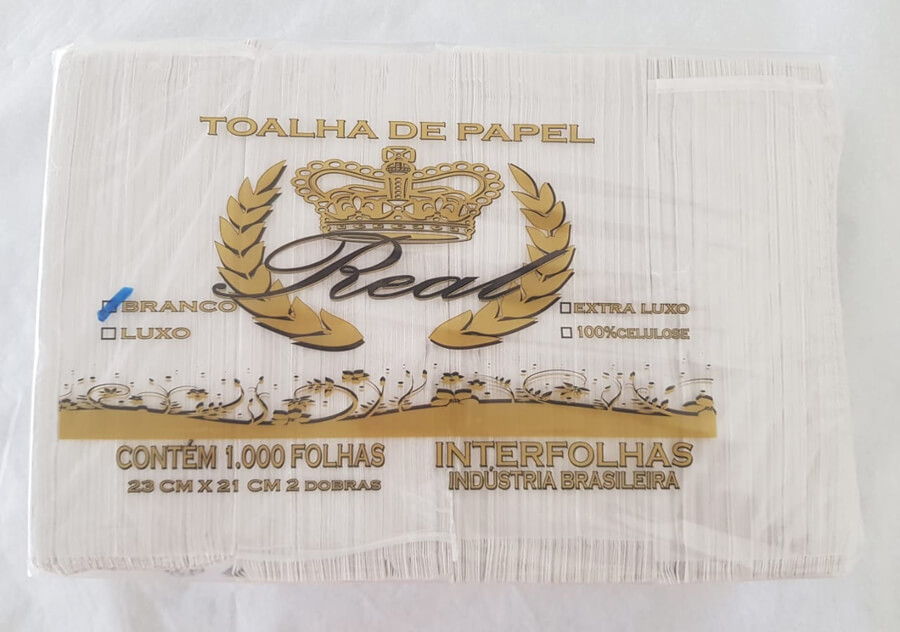 TOALHA DE PAPEL
Real
BRANCO
LUXO
EXTRA LUXO
100%CELULOSE
CONTÉM 1.000 FOLHAS
23 CM X 21 CM 2 DOBRAS
INTERFOLHAS
INDÚSTRIA BRASILEIRA